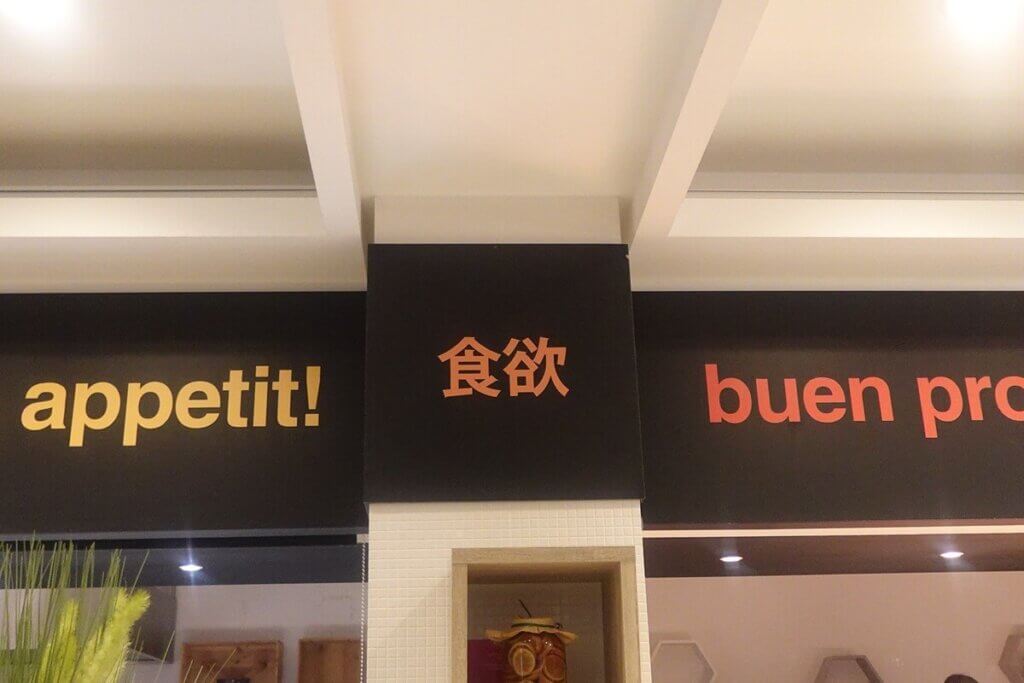 appetit!
食欲
buen pro